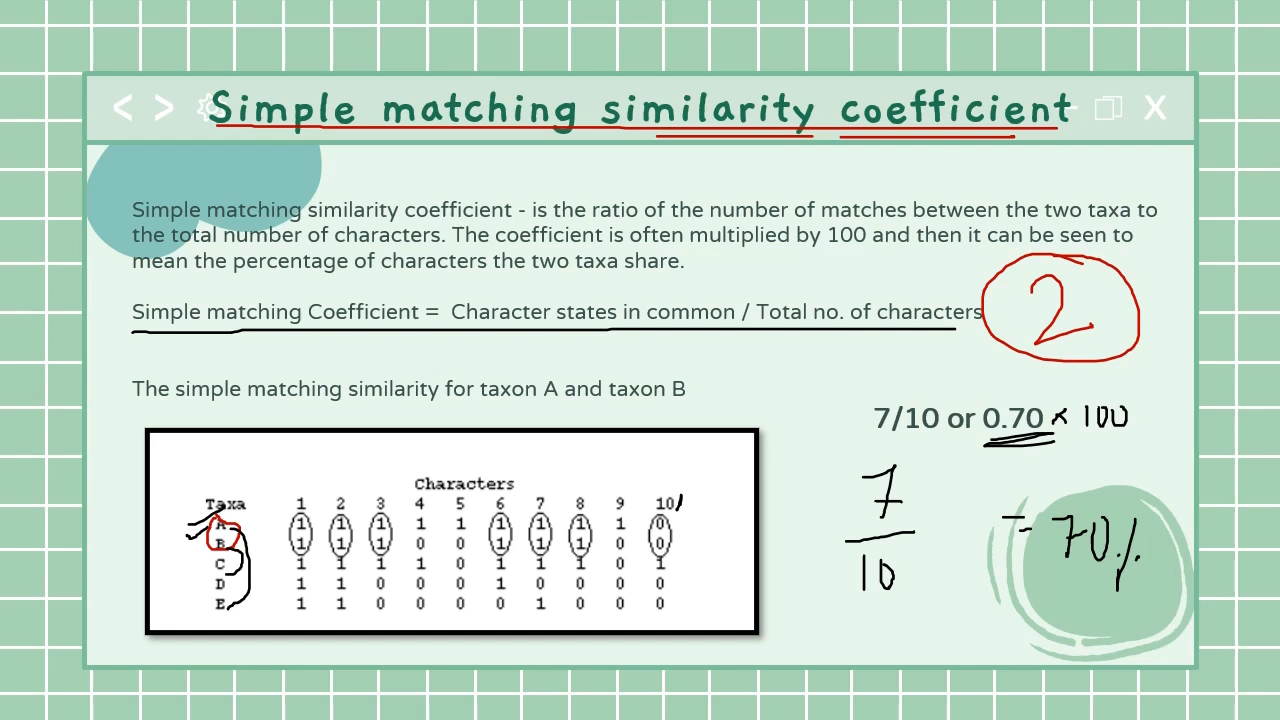 < > Simple matching similarity coefficient X
Simple matching similarity coefficient - is the ratio of the number of matches between the two taxa to
the total number of characters. The coefficient is often multiplied by 100 and then it can be seen to
mean the percentage of characters the two taxa share.
2
Simple matching Coefficient = Character states in common / Total no. of characters
The simple matching similarity for taxon A and taxon B
7/10 or 0.70 x 100
7
10
= 70%
Characters
Taxa 1 2 3 4 5 6 7 8 9 10
A 1 1 1 1 1 1 1 1 1 0
B 1 1 1 0 0 1 1 1 0 0
C 1 1 1 1 0 1 1 1 0 1
D 1 1 0 0 0 1 0 0 0 0
E 1 1 0 0 0 0 1 0 0 0